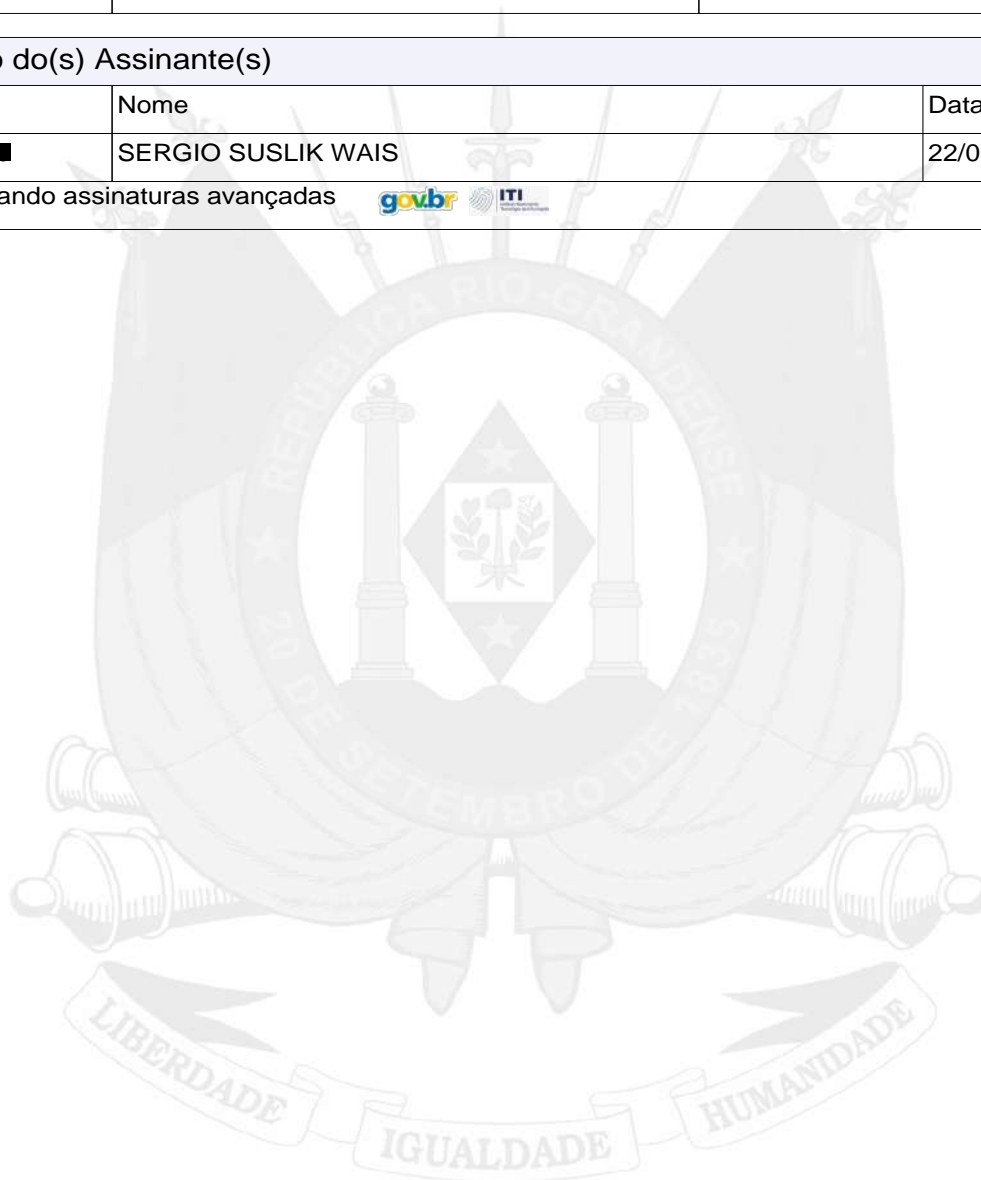 o do(s) Assinante(s)
Nome Data
SERGIO SUSLIK WAIS 22/0
ando assinaturas avançadas gov.br ITI
REPÚBLICA RIO-GRANDENSE
20 DE SETEMBRO DE 1835
LIBERDADE IGUALDADE HUMANIDADE